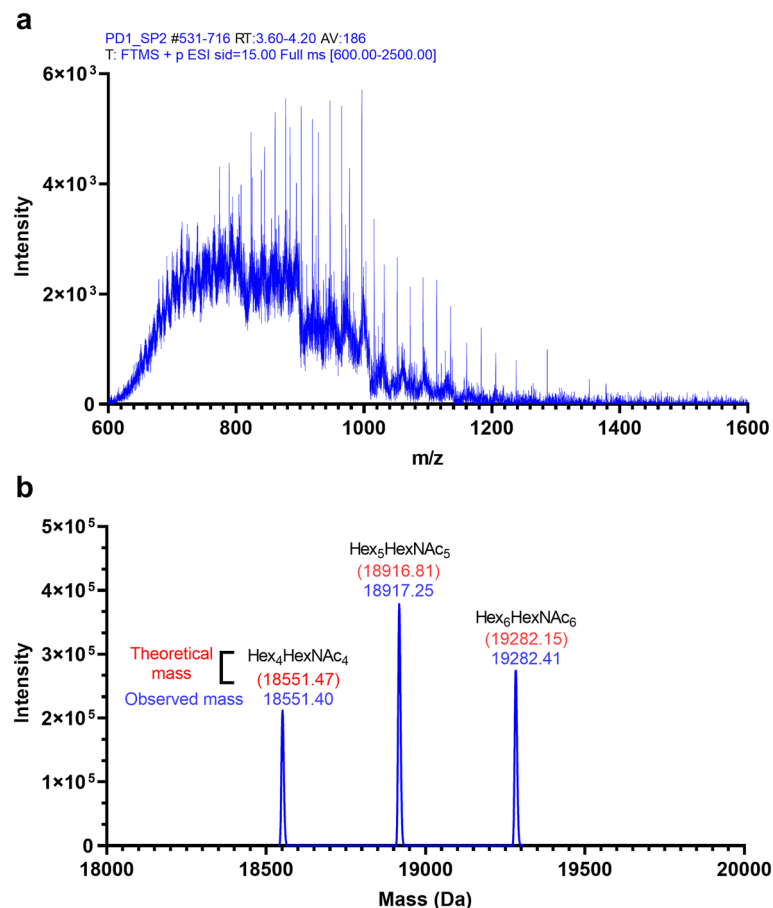 a
PD1_SP2 #531-716 RT:3.60-4.20 AV:186
T: FTMS + p ESI sid=15.00 Full ms [600.00-2500.00]
6×10³
4×10³
2×10³
0
Intensity
600 800 1000 1200 1400 1600
m/z
b
5×10⁵
4×10⁵
3×10⁵
2×10⁵
1×10⁵
0
Intensity
Hex₅HexNAc₅
(18916.81)
18917.25
Hex₆HexNAc₆
(19282.15)
19282.41
Theoretical
mass
Hex₄HexNAc₄
(18551.47)
Observed mass
18551.40
18000 18500 19000 19500 20000
Mass (Da)